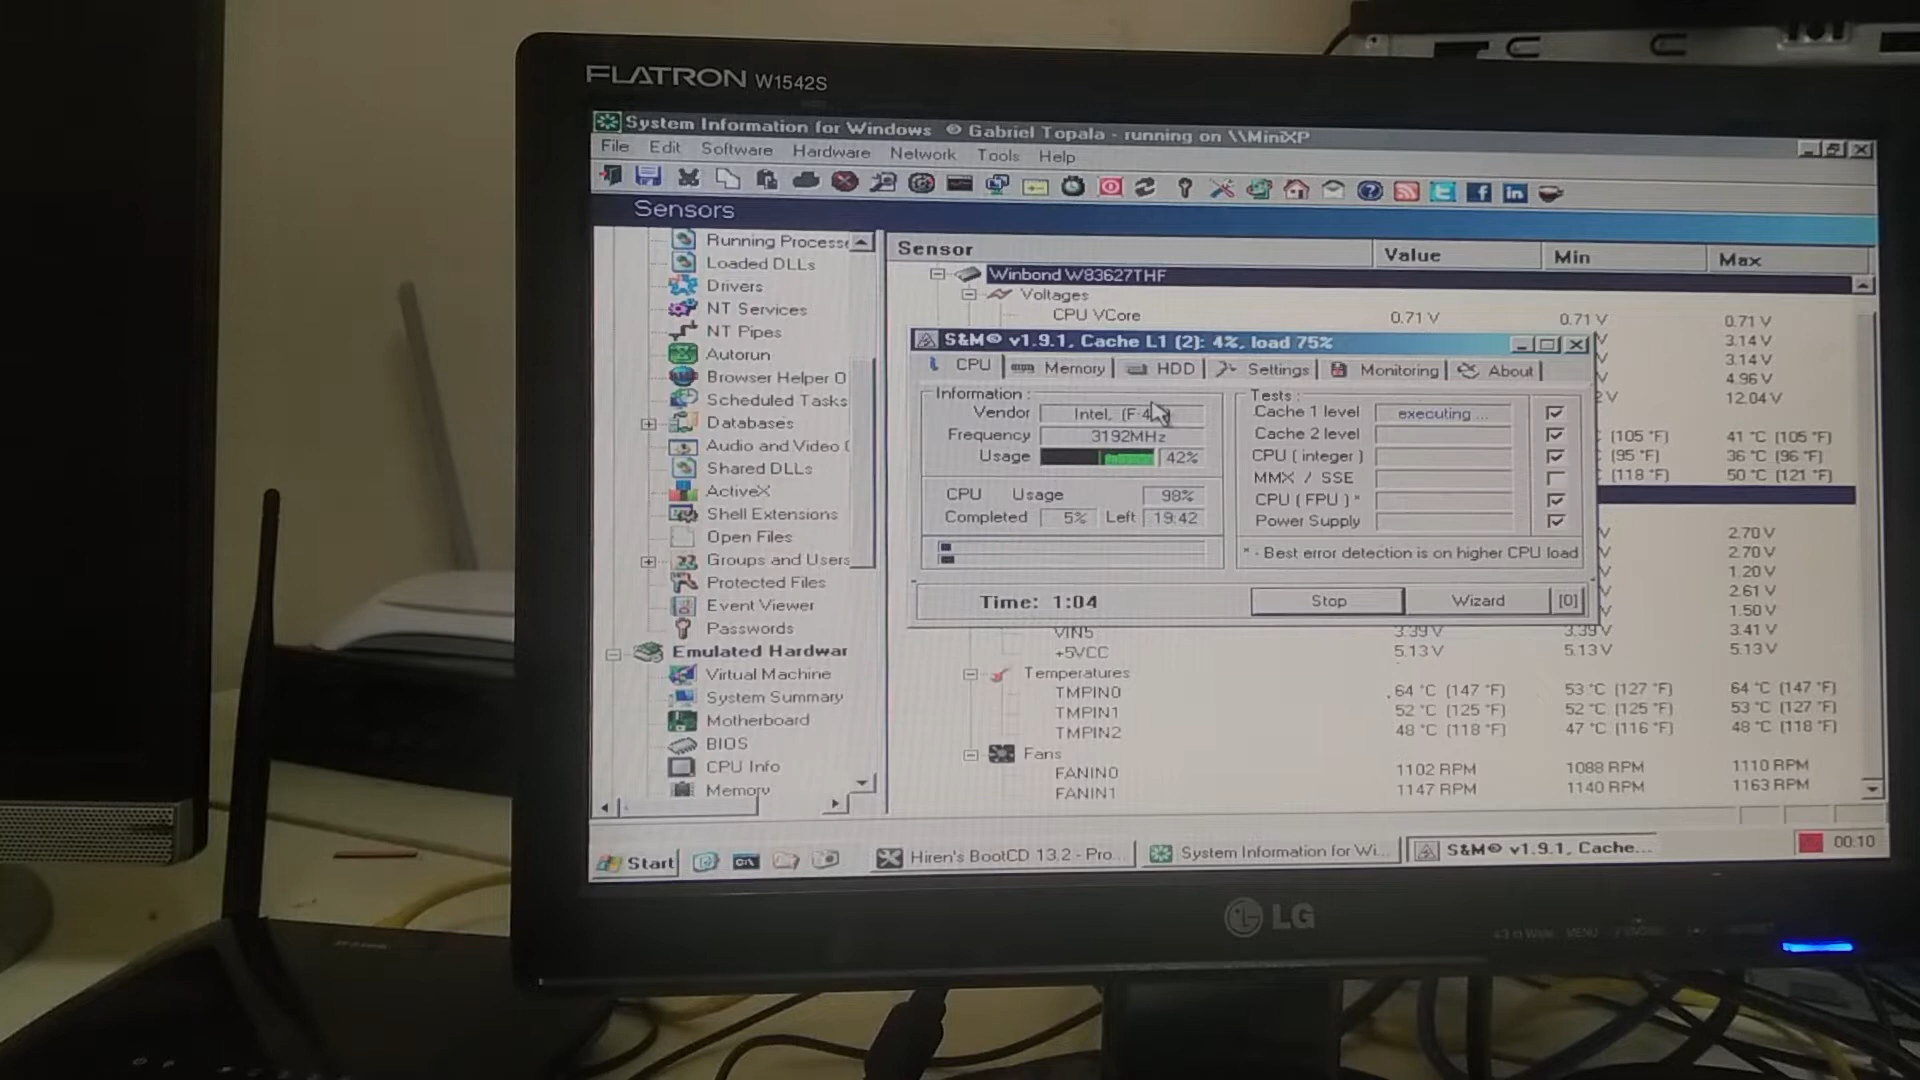 FLATRON W1542S
System Information for Windows © Gabriel Topala - running on \\MiniXP
File Edit Software Hardware Network Tools Help
Sensors
Running Process
Loaded DLLs
Drivers
NT Services
NT Pipes
Autorun
Browser Helper O
Scheduled Tasks
Databases
Audio and Video
Shared DLLs
ActiveX
Shell Extensions
Open Files
Groups and Users
Protected Files
Event Viewer
Passwords
Emulated Hardwar
Virtual Machine
System Summary
Motherboard
BIOS
CPU Info
Memory
Sensor Value Min Max
Winbond W83627THF
Voltages
CPU VCore 0.71 V 0.71 V 0.71 V
3.14 V
3.14 V
4.96 V
12.04 V
(105 °F) 41 °C (105 °F)
(95 °F) 36 °C (96 °F)
(118 °F) 50 °C (121 °F)
S&M® v1.9.1, Cache L1 (2): 4%, load 75%
CPU Memory HDD Settings Monitoring About
Information :
Vendor Intel, (F:4
Frequency 3192MHz
Usage 42%
CPU Usage 98%
Completed 5% Left 19:42
Tests :
Cache 1 level executing ...
Cache 2 level
CPU ( integer )
MMX / SSE
CPU ( FPU ) *
Power Supply
* - Best error detection is on higher CPU load
Time: 1:04 Stop Wizard [0]
2.70 V
2.70 V
1.20 V
2.61 V
1.50 V
VIN5 3.39 V 3.39 V 3.41 V
+5VCC 5.13 V 5.13 V 5.13 V
Temperatures
TMPIN0 64 °C (147 °F) 53 °C (127 °F) 64 °C (147 °F)
TMPIN1 52 °C (125 °F) 52 °C (125 °F) 53 °C (127 °F)
TMPIN2 48 °C (118 °F) 47 °C (116 °F) 48 °C (118 °F)
Fans
FANIN0 1102 RPM 1088 RPM 1110 RPM
FANIN1 1147 RPM 1140 RPM 1163 RPM
Start Hiren's BootCD 13.2 - Pro... System Information for Wi... S&M® v1.9.1, Cache... 00:10
LG